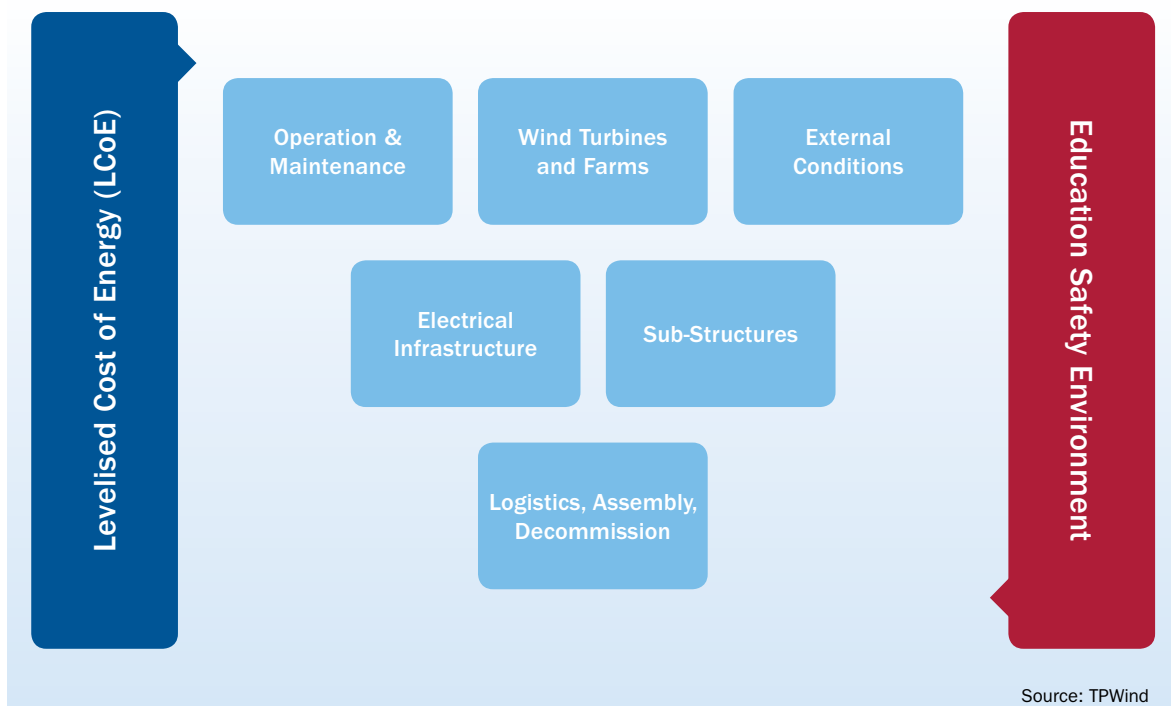 Levelised Cost of Energy (LCoE)
Operation &
Maintenance
Wind Turbines
and Farms
External
Conditions
Electrical
Infrastructure
Sub-Structures
Logistics, Assembly,
Decommission
Education Safety Environment
Source: TPWind